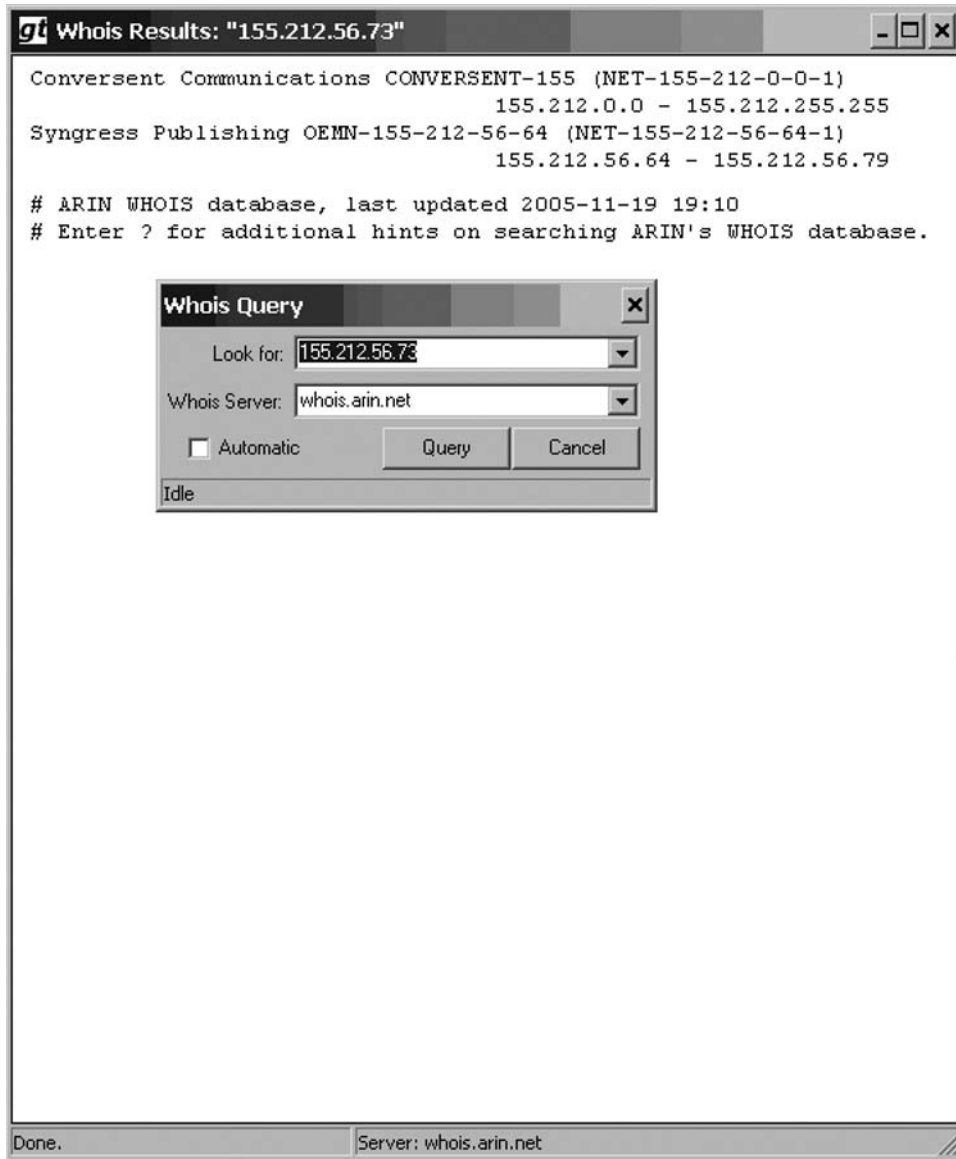 gt Whois Results: "155.212.56.73"
Conversent Communications CONVERSENT-155 (NET-155-212-0-0-1)
155.212.0.0 - 155.212.255.255
Syngress Publishing OEMN-155-212-56-64 (NET-155-212-56-64-1)
155.212.56.64 - 155.212.56.79
# ARIN WHOIS database, last updated 2005-11-19 19:10
# Enter ? for additional hints on searching ARIN's WHOIS database.
Whois Query
Look for: 155.212.56.73
Whois Server: whois.arin.net
Automatic Query Cancel
Idle
Done. Server: whois.arin.net